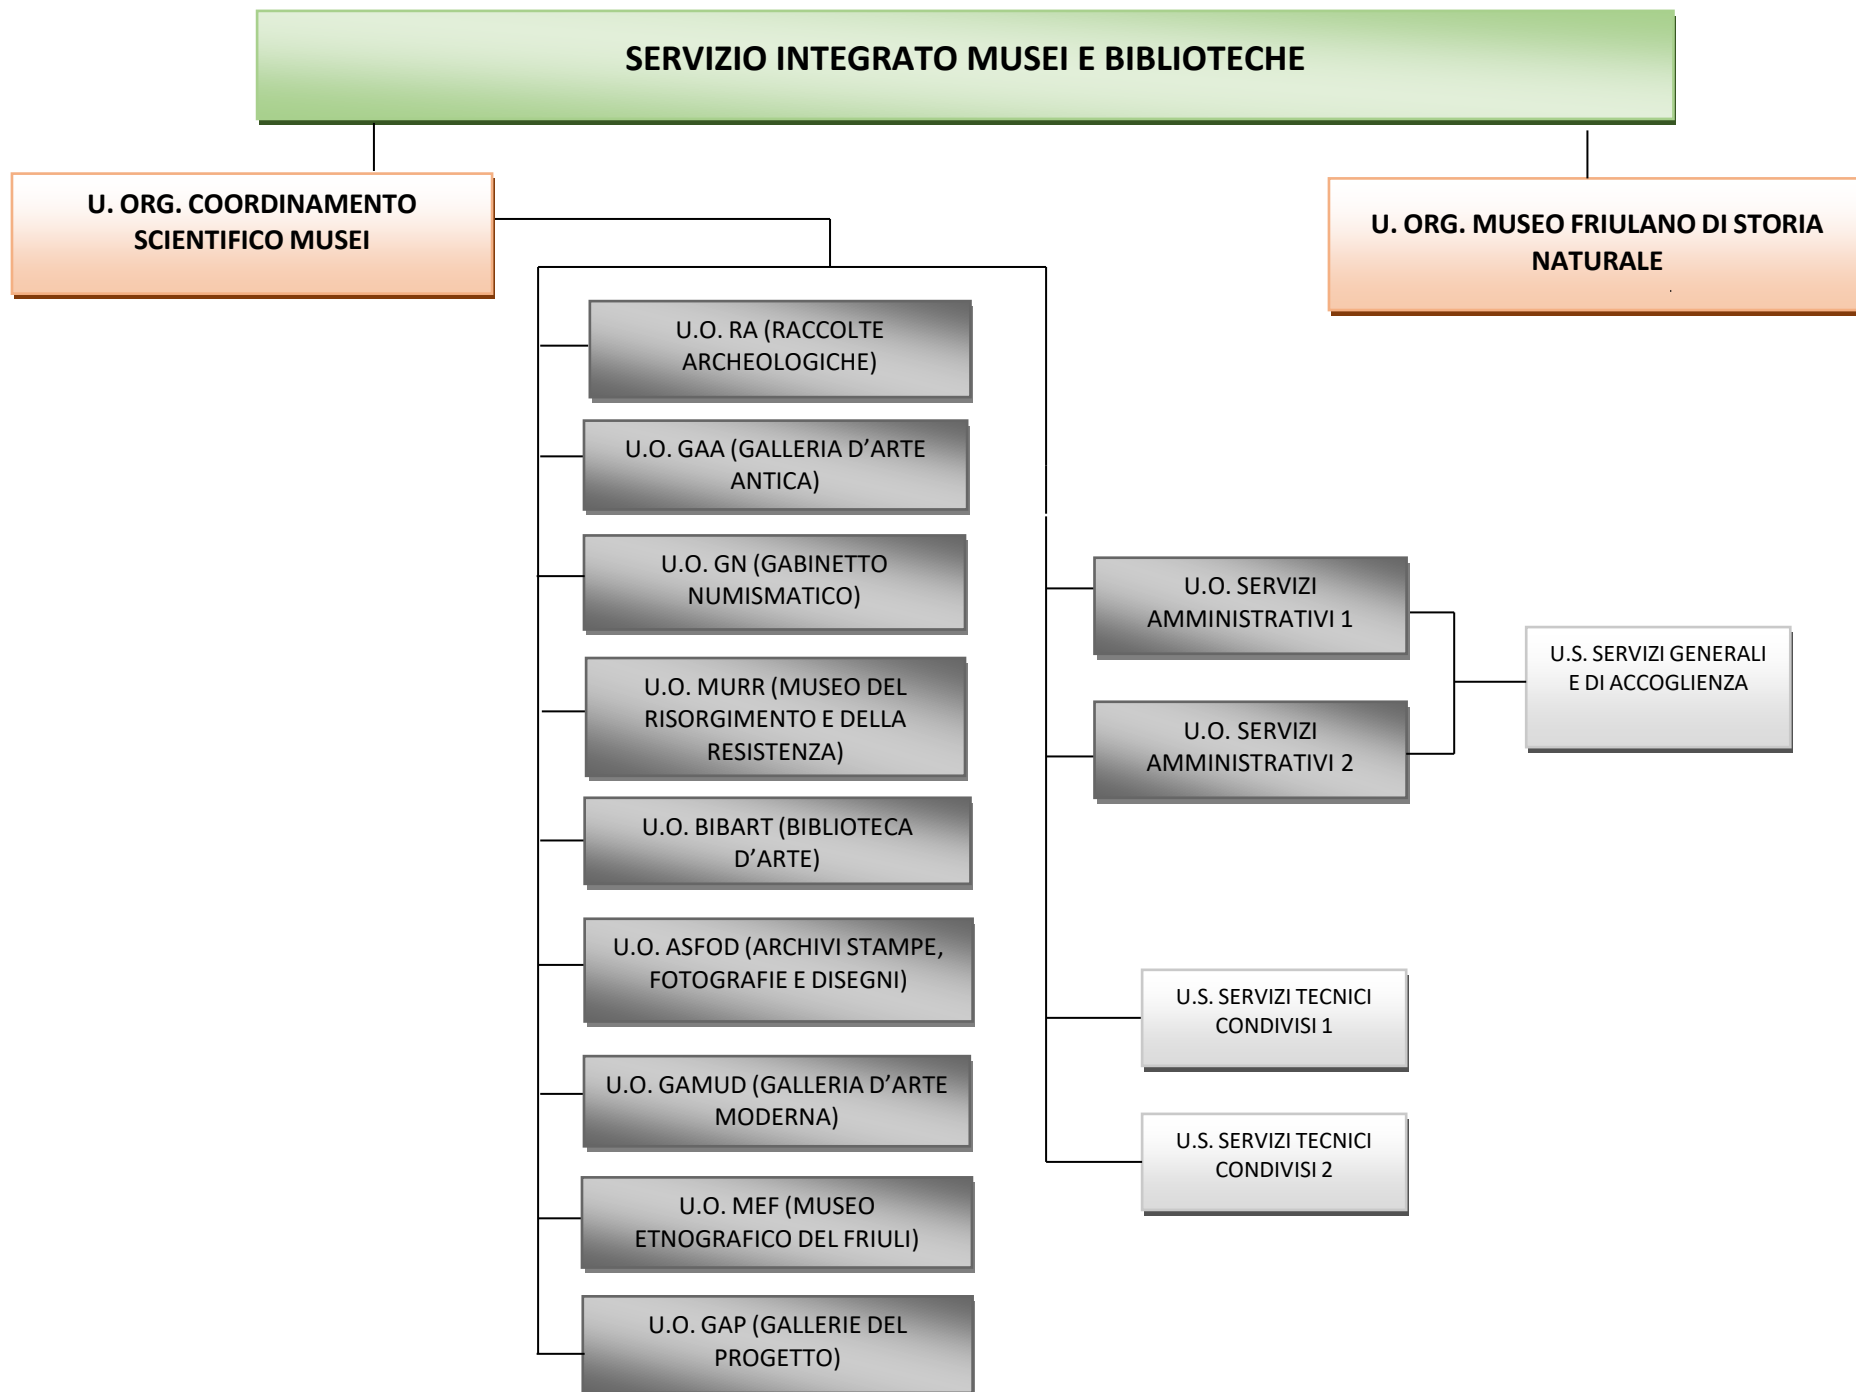 SERVIZIO INTEGRATO MUSEI E BIBLIOTECHE
U. ORG. COORDINAMENTO
SCIENTIFICO MUSEI
U. ORG. MUSEO FRIULANO DI STORIA
NATURALE
.
U.O. RA (RACCOLTE
ARCHEOLOGICHE)
U.O. GAA (GALLERIA D’ARTE
ANTICA)
U.O. GN (GABINETTO
NUMISMATICO)
U.O. MURR (MUSEO DEL
RISORGIMENTO E DELLA
RESISTENZA)
U.O. BIBART (BIBLIOTECA
D’ARTE)
U.O. ASFOD (ARCHIVI STAMPE,
FOTOGRAFIE E DISEGNI)
U.O. GAMUD (GALLERIA D’ARTE
MODERNA)
U.O. MEF (MUSEO
ETNOGRAFICO DEL FRIULI)
U.O. GAP (GALLERIE DEL
PROGETTO)
U.O. SERVIZI
AMMINISTRATIVI 1
U.O. SERVIZI
AMMINISTRATIVI 2
U.S. SERVIZI GENERALI
E DI ACCOGLIENZA
U.S. SERVIZI TECNICI
CONDIVISI 1
U.S. SERVIZI TECNICI
CONDIVISI 2